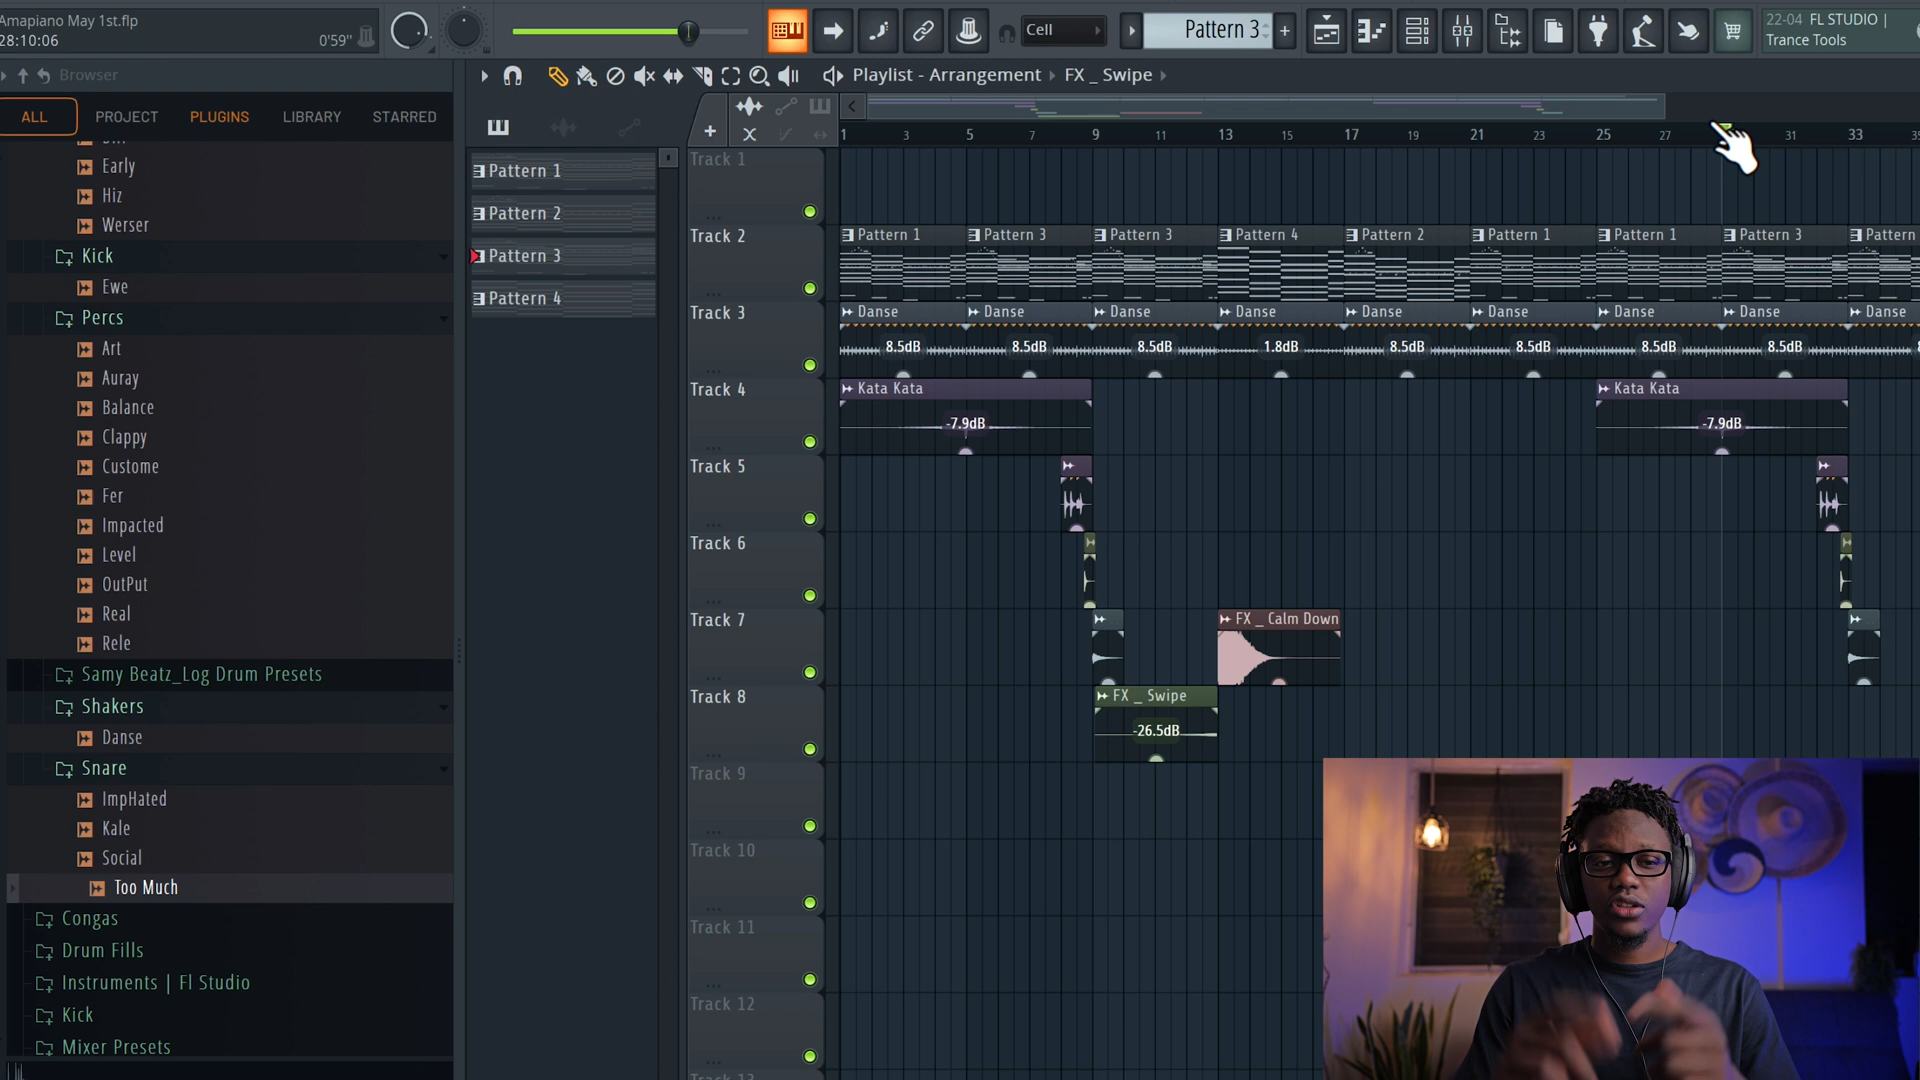 Amapiano May 1st.flp
28:10:06
0'59"
Cell
Pattern 3
22-04 FL STUDIO |
Trance Tools
Browser
Playlist - Arrangement
FX _ Swipe
ALL
PROJECT
PLUGINS
LIBRARY
STARRED
1
3
5
7
9
11
13
15
17
19
21
23
25
27
31
33
Early
Hiz
Werser
Kick
Ewe
Percs
Art
Auray
Balance
Clappy
Custome
Fer
Impacted
Level
OutPut
Real
Rele
Samy Beatz_Log Drum Presets
Shakers
Danse
Snare
ImpHated
Kale
Social
Too Much
Congas
Drum Fills
Instruments | Fl Studio
Kick
Mixer Presets
Pattern 1
Pattern 2
Pattern 3
Pattern 4
Track 1
Track 2
Pattern 1
Pattern 3
Pattern 3
Pattern 4
Pattern 2
Pattern 1
Pattern 1
Pattern 3
Pattern
Track 3
Danse
Danse
Danse
Danse
Danse
Danse
Danse
Danse
Danse
8.5dB
8.5dB
8.5dB
1.8dB
8.5dB
8.5dB
8.5dB
8.5dB
Track 4
Kata Kata
-7.9dB
Kata Kata
-7.9dB
Track 5
Track 6
Track 7
FX _ Calm Down
Track 8
FX _ Swipe
-26.5dB
Track 9
Track 10
Track 11
Track 12